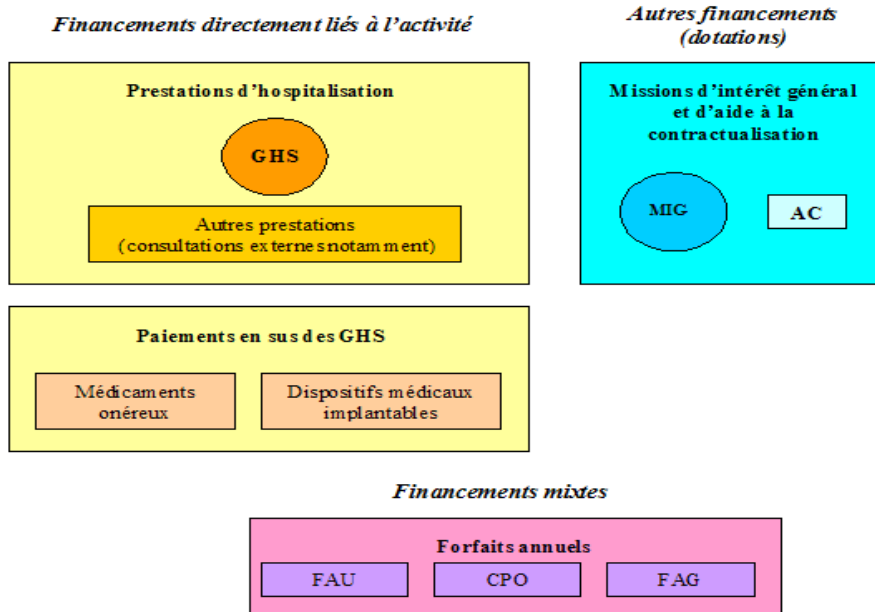 Financements directement liés à l'activité
Autres financements
(dotations)
Prestations d'hospitalisation
GHS
Autres prestations
(consultations externes notamment)
Missions d'intérêt général
et d'aide à la
contractualisation
MIG
AC
Paiements en sus des GHS
Médicaments
onéreux
Dispositifs médicaux
implantables
Financements mixtes
Forfaits annuels
FAU
CPO
FAG